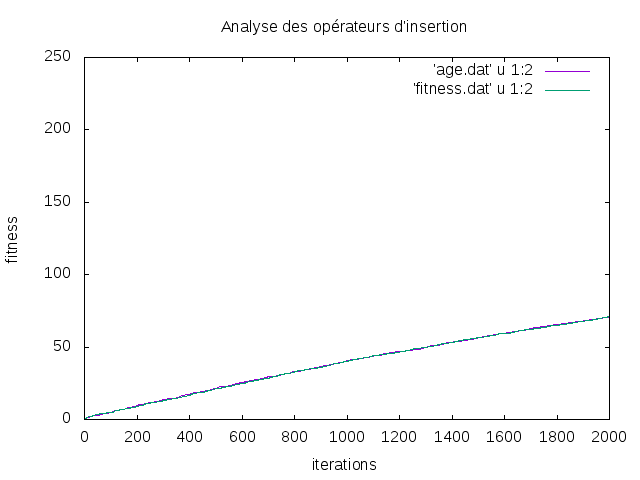 Analyse des opérateurs d'insertion
'age.dat' u 1:2
'fitness.dat' u 1:2
250
200
150
100
50
0
fitness
0 200 400 600 800 1000 1200 1400 1600 1800 2000
iterations